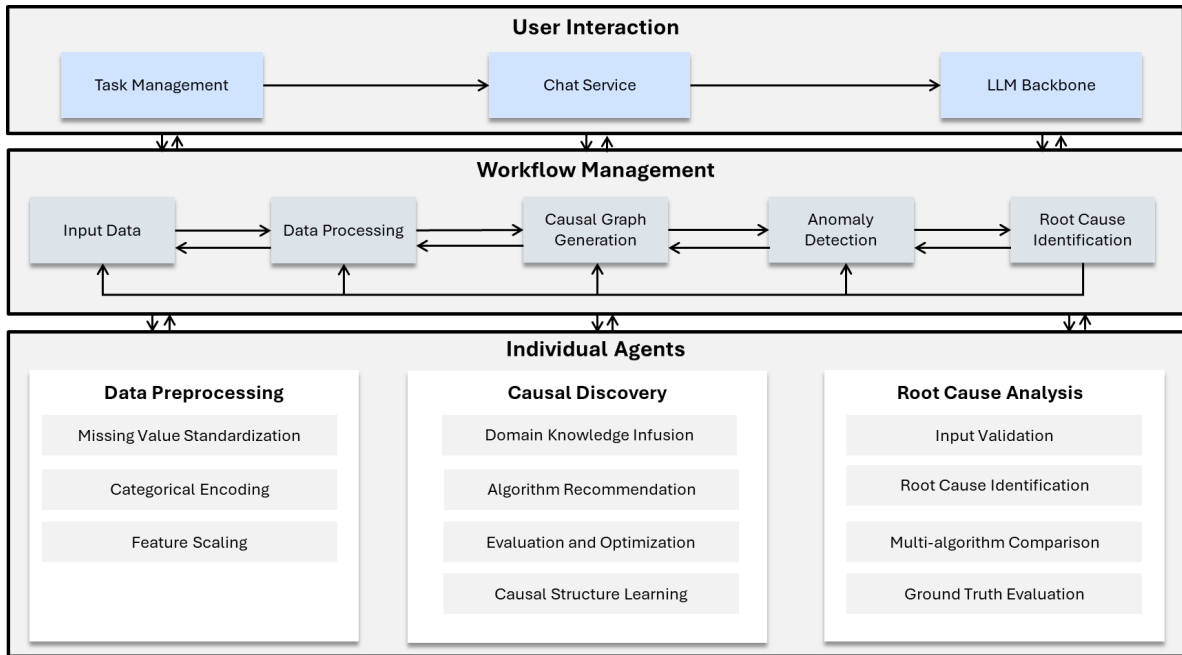 User Interaction
Task Management
Chat Service
LLM Backbone
Workflow Management
Input Data
Data Processing
Causal Graph
Generation
Anomaly
Detection
Root Cause
Identification
Individual Agents
Data Preprocessing
Missing Value Standardization
Categorical Encoding
Feature Scaling
Causal Discovery
Domain Knowledge Infusion
Algorithm Recommendation
Evaluation and Optimization
Causal Structure Learning
Root Cause Analysis
Input Validation
Root Cause Identification
Multi-algorithm Comparison
Ground Truth Evaluation